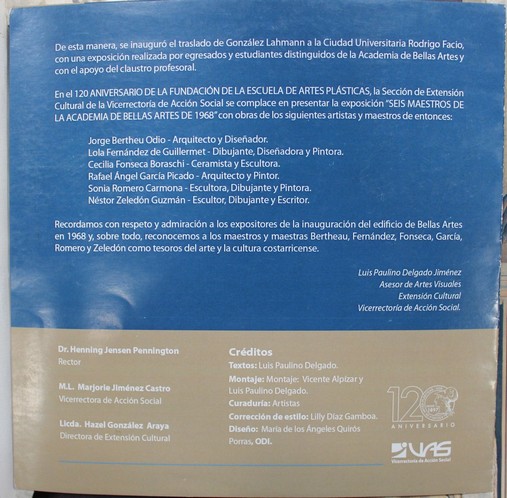 De esta manera, se inauguró el traslado de González Lahmann a la Ciudad Universitaria Rodrigo Facio,
con una exposición realizada por egresados y estudiantes distinguidos de la Academia de Bellas Artes y
con el apoyo del claustro profesoral.
En el 120 ANIVERSARIO DE LA FUNDACIÓN DE LA ESCUELA DE ARTES PLÁSTICAS, la Sección de Extensión
Cultural de la Vicerrectoría de Acción Social se complace en presentar la exposición "SEIS MAESTROS DE
LA ACADEMIA DE BELLAS ARTES DE 1968" con obras de los siguientes artistas y maestros de entonces:
Jorge Bertheu Odio - Arquitecto y Diseñador.
Lola Fernández de Guillermet - Dibujante, Diseñadora y Pintora.
Cecilia Fonseca Boraschi - Ceramista y Escultora.
Rafael Ángel García Picado - Arquitecto y Pintor.
Sonia Romero Carmona - Escultora, Dibujante y Pintora.
Néstor Zeledón Guzmán - Escultor, Dibujante y Escritor.
Recordamos con respeto y admiración a los expositores de la inauguración del edificio de Bellas Artes
en 1968 y, sobre todo, reconocemos a los maestros y maestras Bertheau, Fernández, Fonseca, García,
Romero y Zeledón como tesoros del arte y la cultura costarricense.
Luis Paulino Delgado Jiménez
Asesor de Artes Visuales
Extensión Cultural
Vicerrectoría de Acción Social.
Dr. Henning Jensen Pennington
Rector
M.L. Marjorie Jiménez Castro
Vicerrectora de Acción Social
Licda. Hazel González Araya
Directora de Extensión Cultural
Créditos
Textos: Luis Paulino Delgado.
Montaje: Montaje: Vicente Alpízar y
Luis Paulino Delgado.
Curaduría: Artistas
Corrección de estilo: Lilly Díaz Gamboa.
Diseño: María de los Ángeles Quirós
Porras, ODI.
120
ANIVERSARIO
VAS
Vicerrectoría de Acción Social